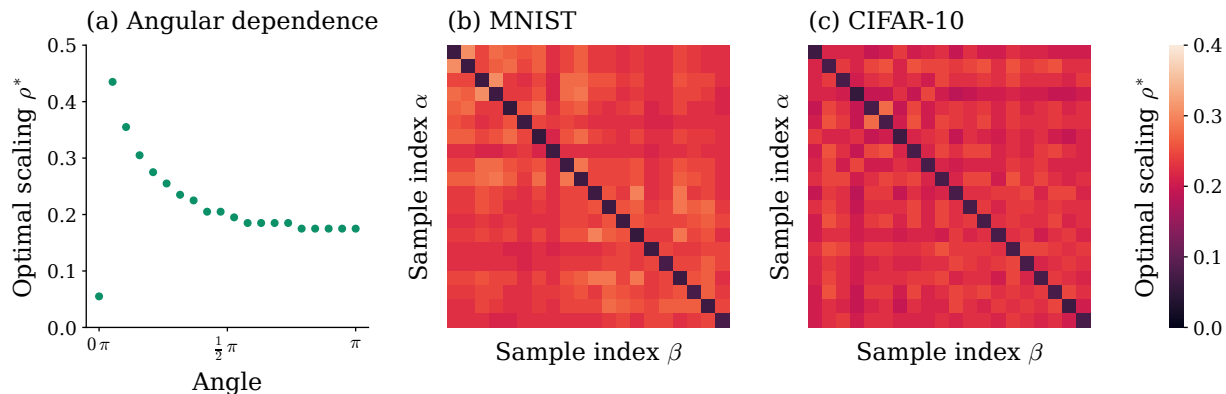 (a) Angular dependence
Optimal scaling ρ*
0.5
0.4
0.3
0.2
0.1
0.0
0 π
1/2 π
π
Angle
(b) MNIST
Sample index α
Sample index β
(c) CIFAR-10
Sample index α
Sample index β
Optimal scaling ρ*
0.4
0.3
0.2
0.1
0.0